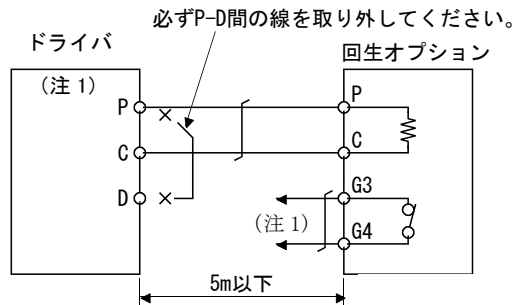 必ずP-D間の線を取り外してください。
ドライバ
回生オプション
(注 1)
P
C
D
P
C
G3
G4
(注 1)
5m以下